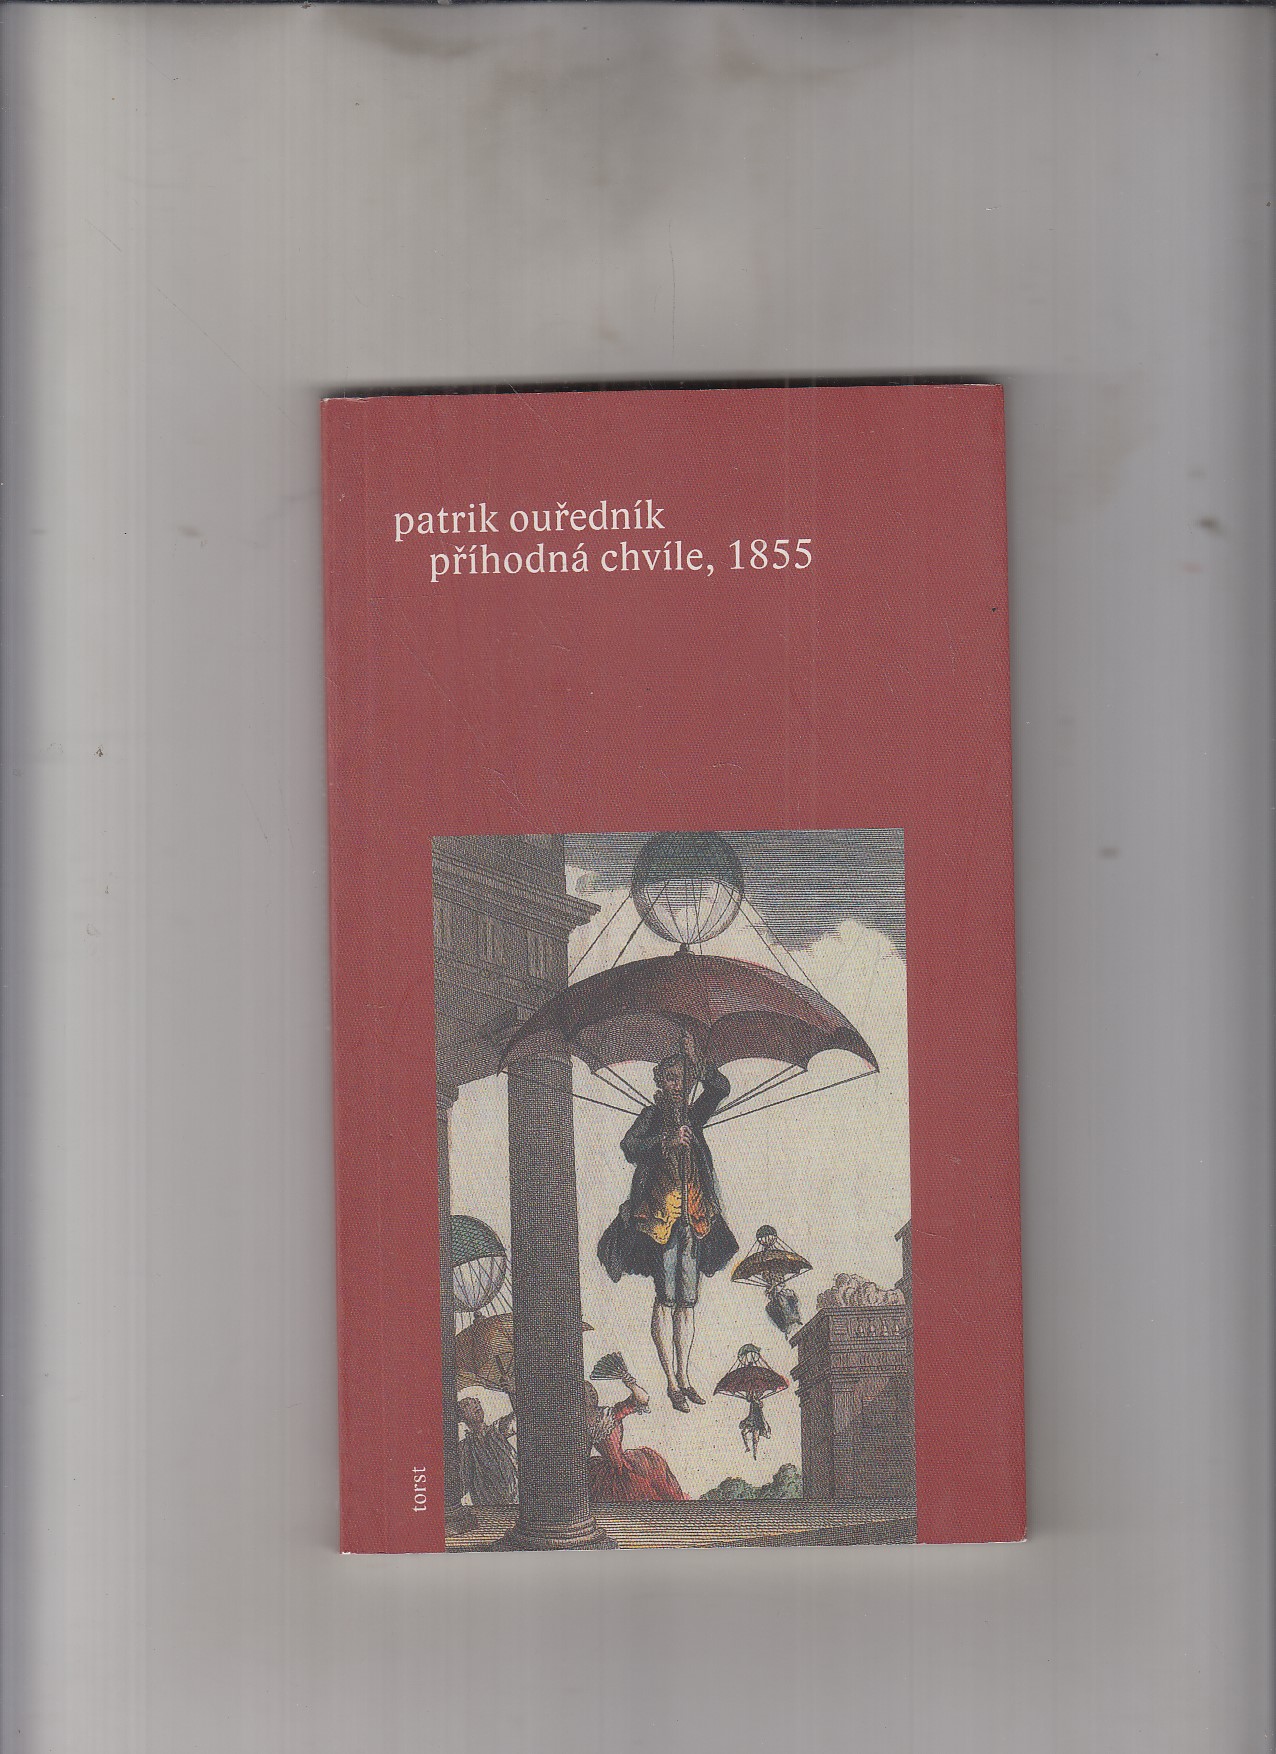 patrik ouředník
příhodná chvíle, 1855
torst